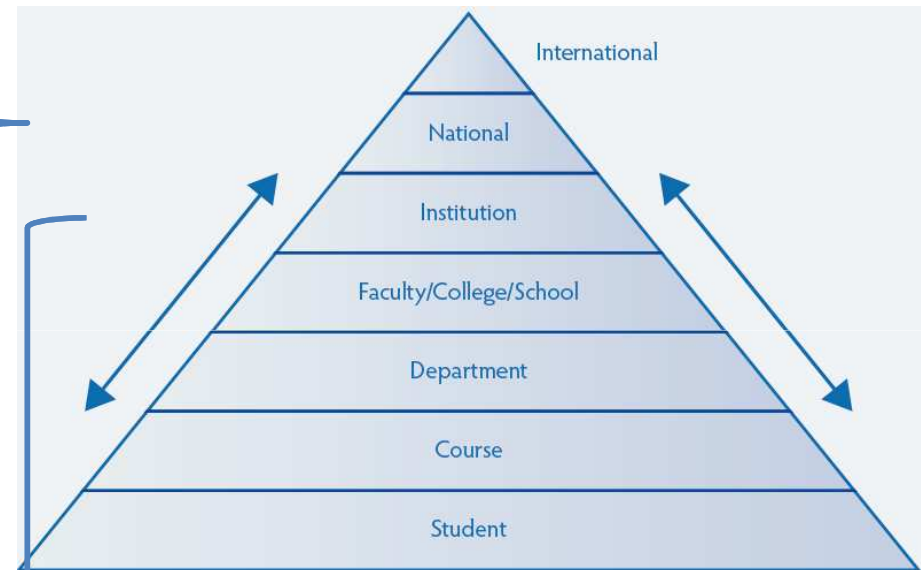 International
National
Institution
Faculty/College/School
Department
Course
Student